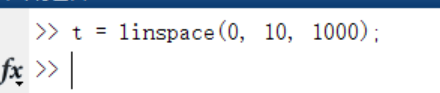 >> t = linspace(0, 10, 1000);
fx >>